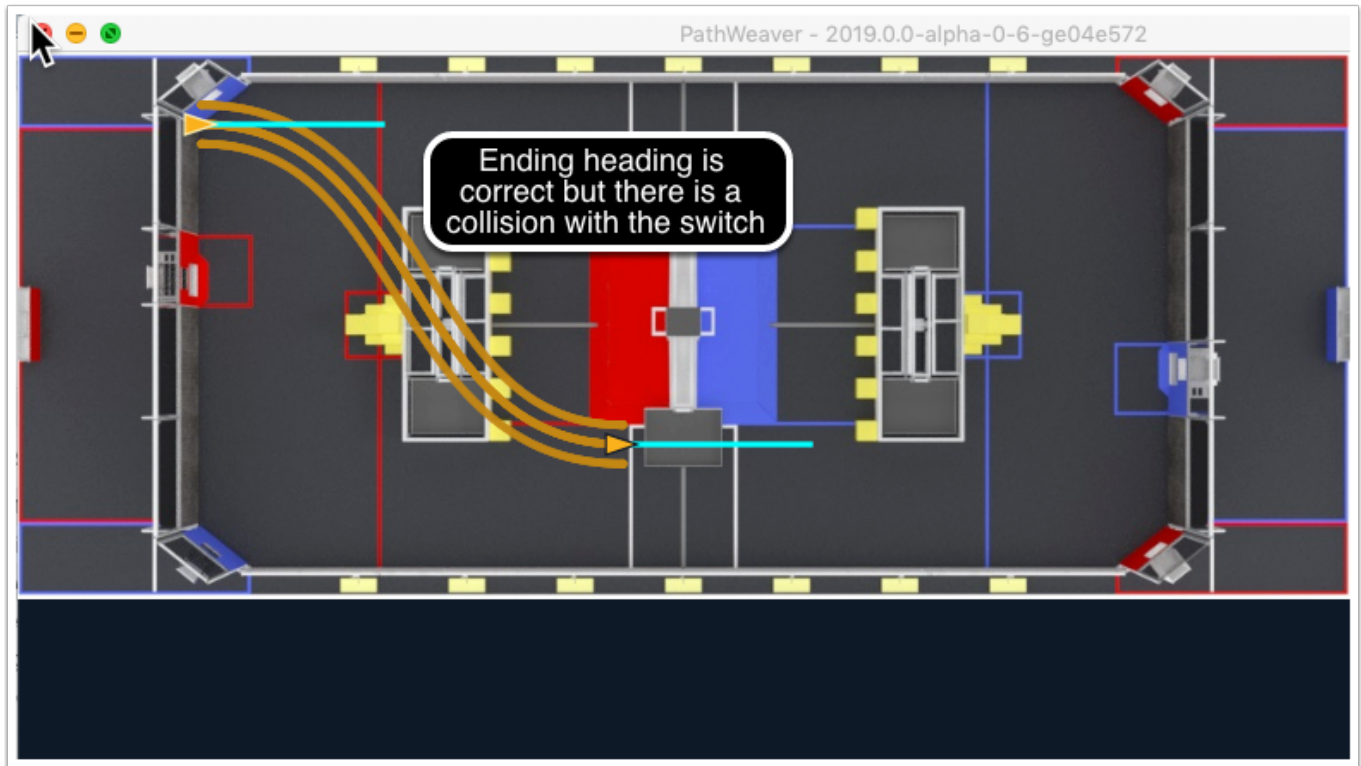 PathWeaver - 2019.0.0-alpha-0-6-ge04e572
Ending heading is
correct but there is a
collision with the switch